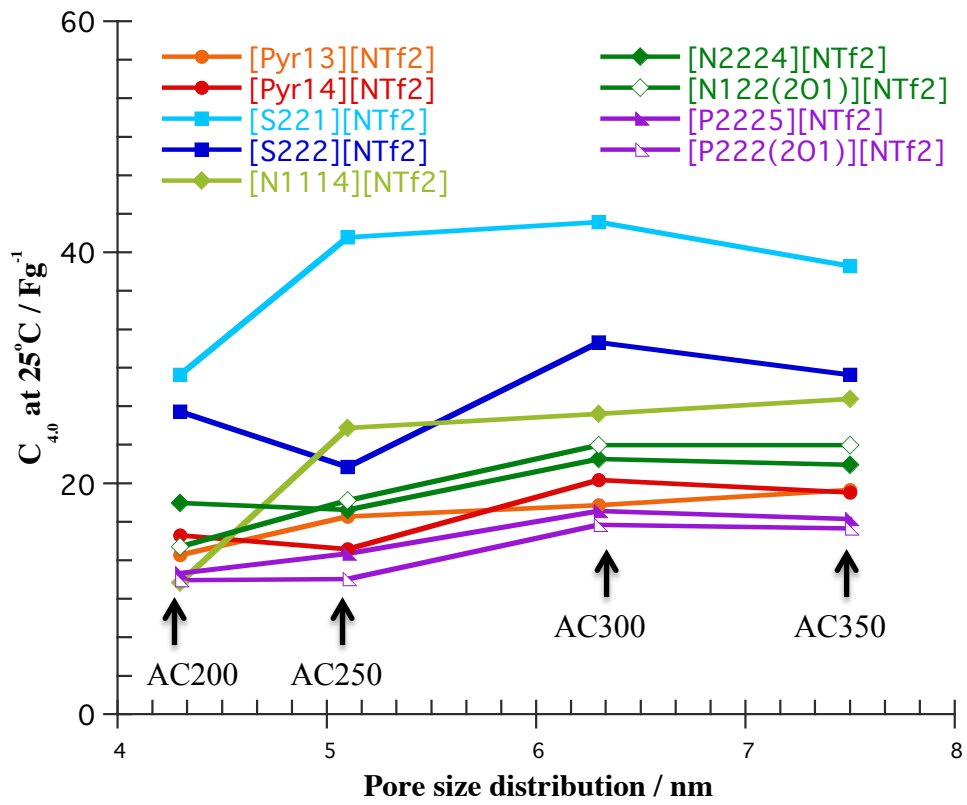 60
[Pyr13][NTf2]
[Pyr14][NTf2]
[S221][NTf2]
[S222][NTf2]
[N1114][NTf2]
[N2224][NTf2]
[N122(2O1)][NTf2]
[P2225][NTf2]
[P222(2O1)][NTf2]
40
C4.0 at 25°C / Fg-1
20
AC200
AC250
AC300
AC350
0
4
5
6
7
8
Pore size distribution / nm